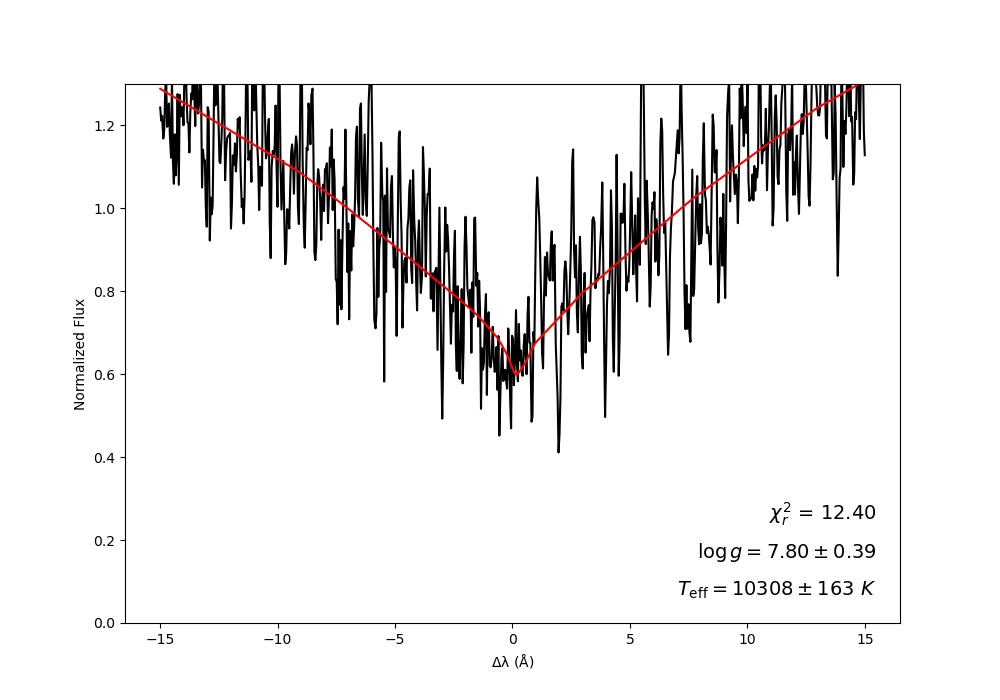 1.2
1.0
0.8
0.6
0.4
0.2
0.0
Normalized Flux
χ²ᵣ = 12.40
log g = 7.80 ± 0.39
T_eff = 10308 ± 163 K
−15 −10 −5 0 5 10 15
Δλ (Å)